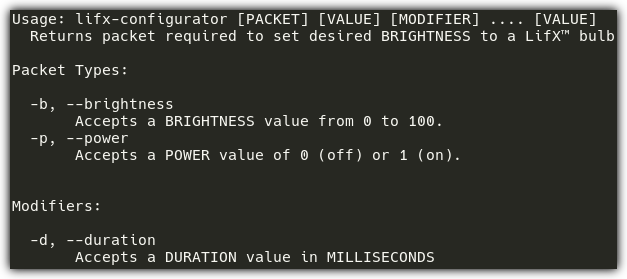 Usage: lifx-configurator [PACKET] [VALUE] [MODIFIER] .... [VALUE]
Returns packet required to set desired BRIGHTNESS to a LifX™ bulb
Packet Types:
-b, --brightness
Accepts a BRIGHTNESS value from 0 to 100.
-p, --power
Accepts a POWER value of 0 (off) or 1 (on).
Modifiers:
-d, --duration
Accepts a DURATION value in MILLISECONDS